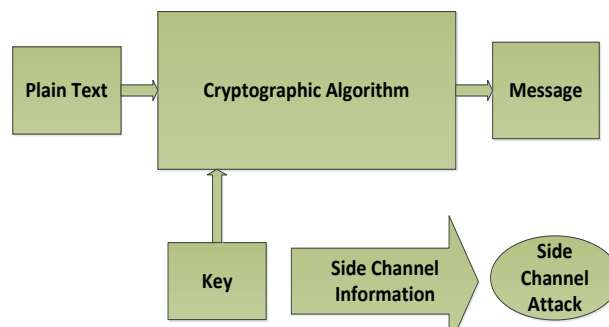 Plain Text
Cryptographic Algorithm
Message
Key
Side Channel
Information
Side
Channel
Attack